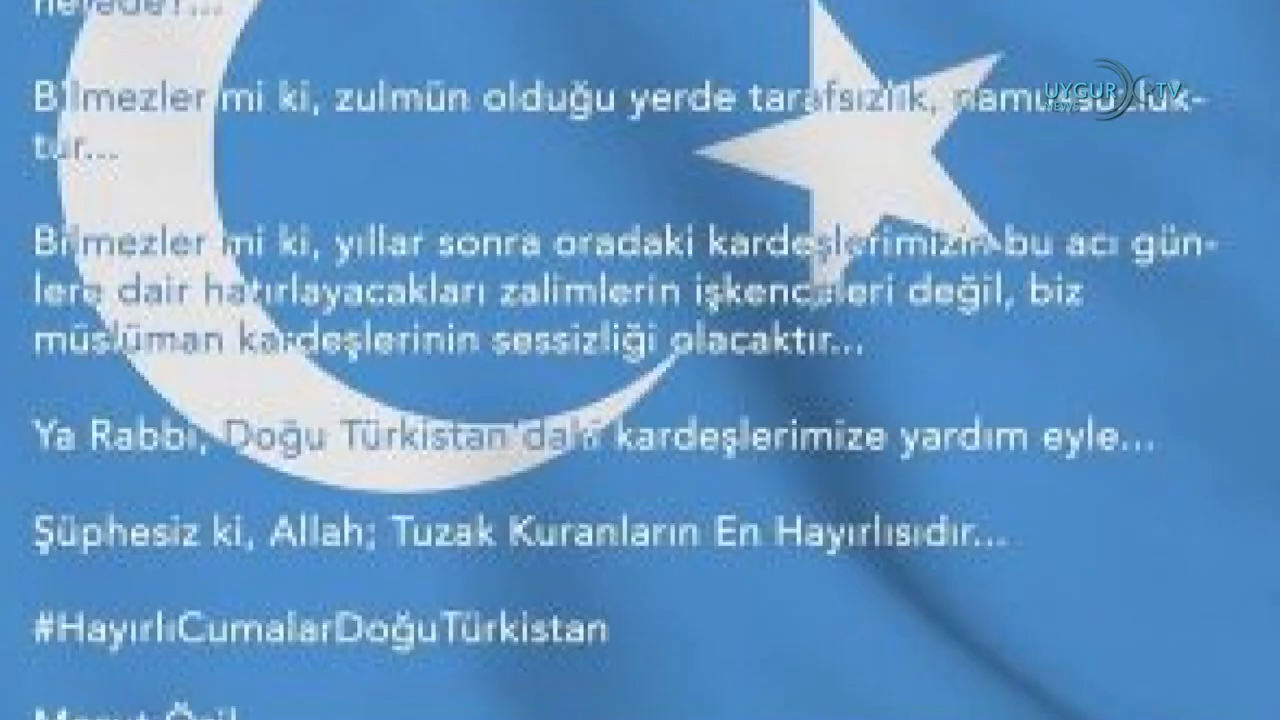 nerede?...
Bilmezler mi ki, zulmün olduğu yerde tarafsızlık, namussuzluk-
tur...
Bilmezler mi ki, yıllar sonra oradaki kardeşlerimizin bu acı gün-
lere dair hatırlayacakları zalimlerin işkenceleri değil, biz
müslüman kardeşlerinin sessizliği olacaktır...
Ya Rabbi, Doğu Türkistan'daki kardeşlerimize yardım eyle...
Şüphesiz ki, Allah; Tuzak Kuranların En Hayırlısıdır...
#HayırlıCumalarDoğuTürkistan
UYGUR TV
NEWS